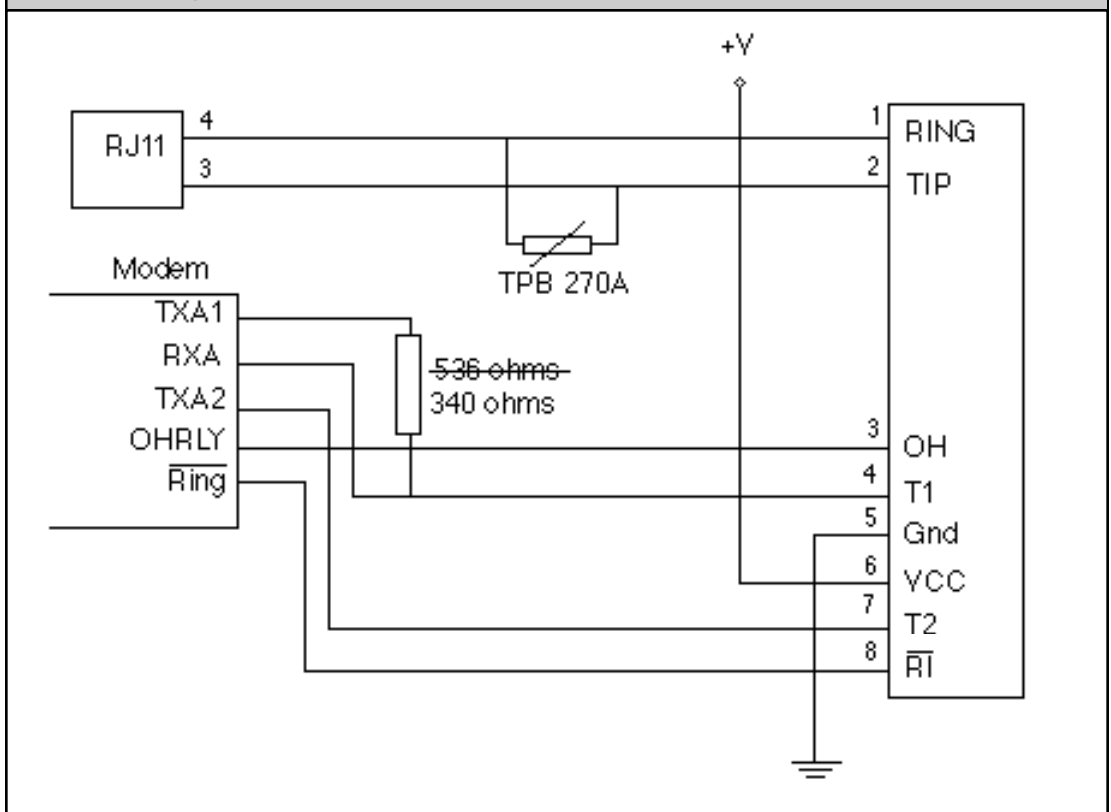 +V
RJ11
4
3
1
RING
2
TIP
TPB 270A
Modem
TXA1
RXA
TXA2
OHRLY
Ring
536 ohms
340 ohms
3
OH
4
T1
5
Gnd
6
VCC
7
T2
8
RI